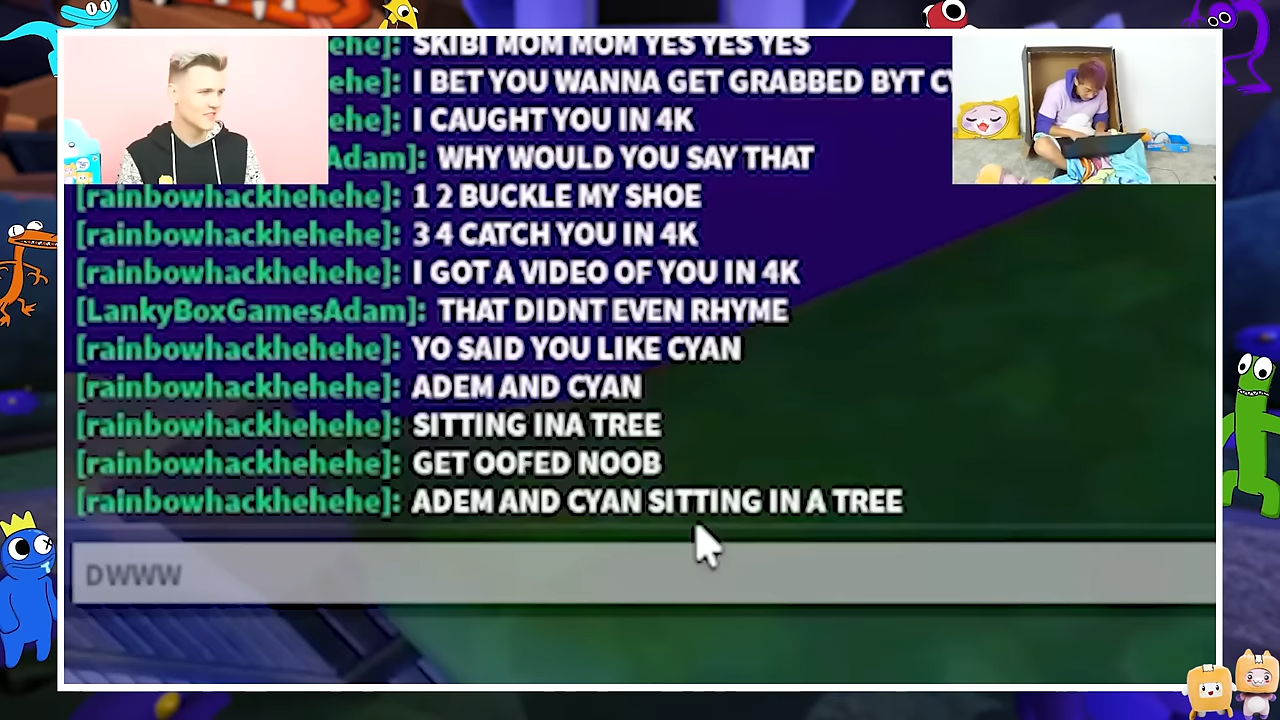 ehe]: SKIBI MOM MOM YES YES YES
ehe]: I BET YOU WANNA GET GRABBED BYT
ehe]: I CAUGHT YOU IN 4K
Adam]: WHY WOULD YOU SAY THAT
[rainbowhackhehehe]: 1 2 BUCKLE MY SHOE
[rainbowhackhehehe]: 3 4 CATCH YOU IN 4K
[rainbowhackhehehe]: I GOT A VIDEO OF YOU IN 4K
[LankyBoxGamesAdam]: THAT DIDNT EVEN RHYME
[rainbowhackhehehe]: YO SAID YOU LIKE CYAN
[rainbowhackhehehe]: ADEM AND CYAN
[rainbowhackhehehe]: SITTING INA TREE
[rainbowhackhehehe]: GET OOFED NOOB
[rainbowhackhehehe]: ADEM AND CYAN SITTING IN A TREE
DWWW